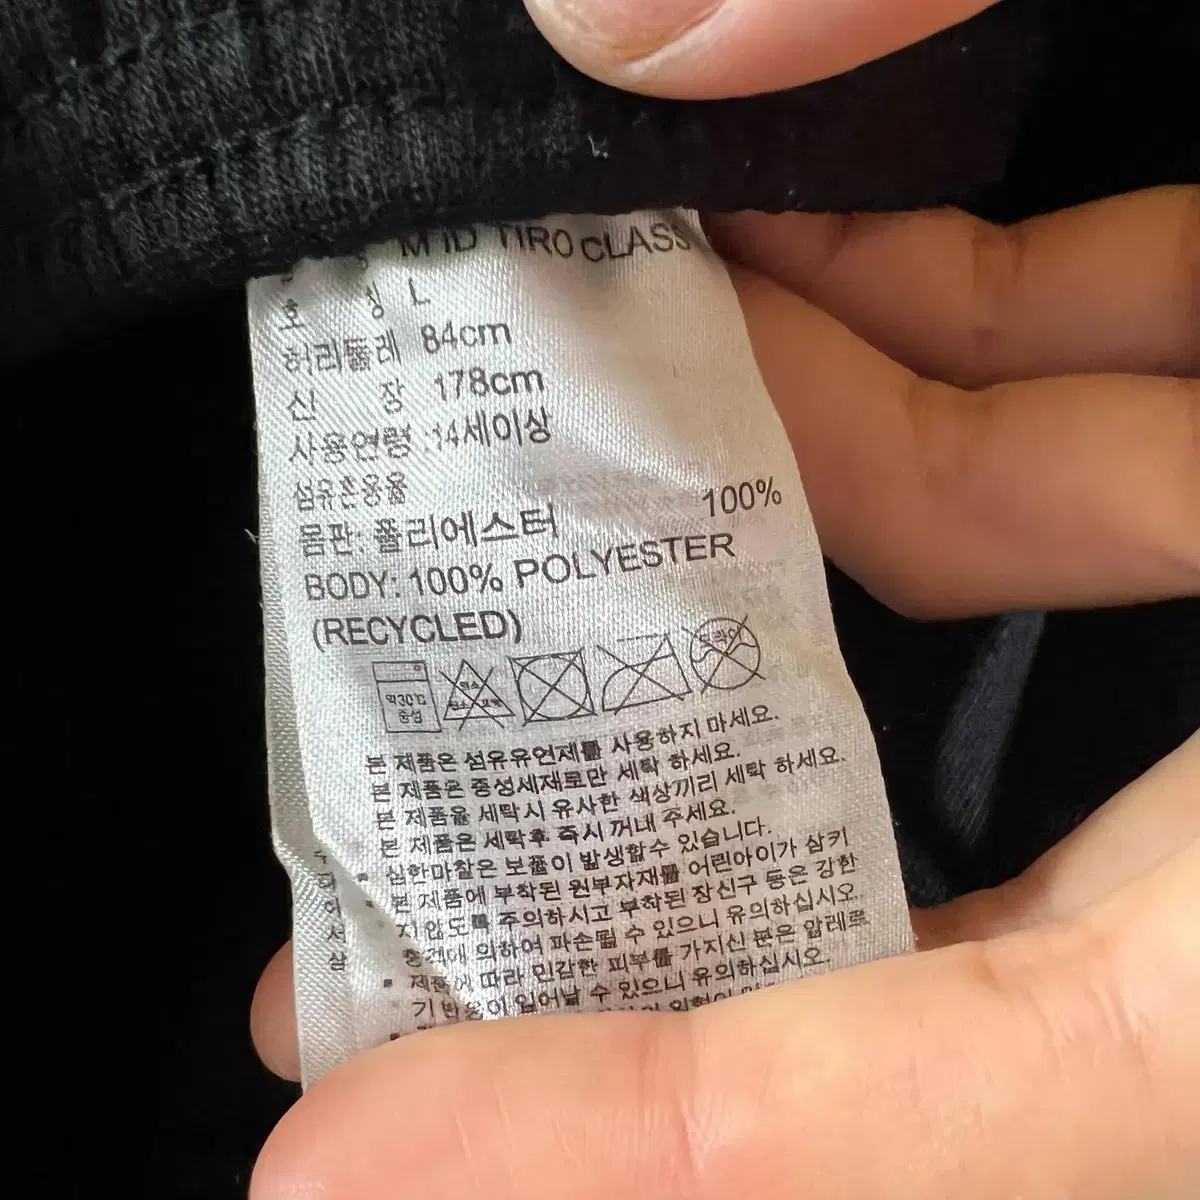 M ID TIRO CLASS
호 칭 L
허리둘레 84cm
신 장 178cm
사용연령 :14세이상
섬유혼용율
몸판: 폴리에스터 100%
BODY: 100% POLYESTER
(RECYCLED)
약30℃
중성
본 제품은 섬유유연제를 사용하지 마세요.
본 제품은 중성세제로만 세탁 하세요.
본 제품을 세탁시 유사한 색상끼리 세탁 하세요.
본 제품은 세탁후 즉시 꺼내 주세요.
심한마찰은 보풀이 발생할수 있습니다.
본 제품에 부착된 원부자재를 어린아이가 삼키
지 않도록 주의하시고 부착된 장신구 등은 강한
충격에 의하여 파손될 수 있으니 유의하십시오.
제품에 따라 민감한 피부를 가지신 분은 알레르
기 반응이 일어날 수 있으니 유의하십시오.